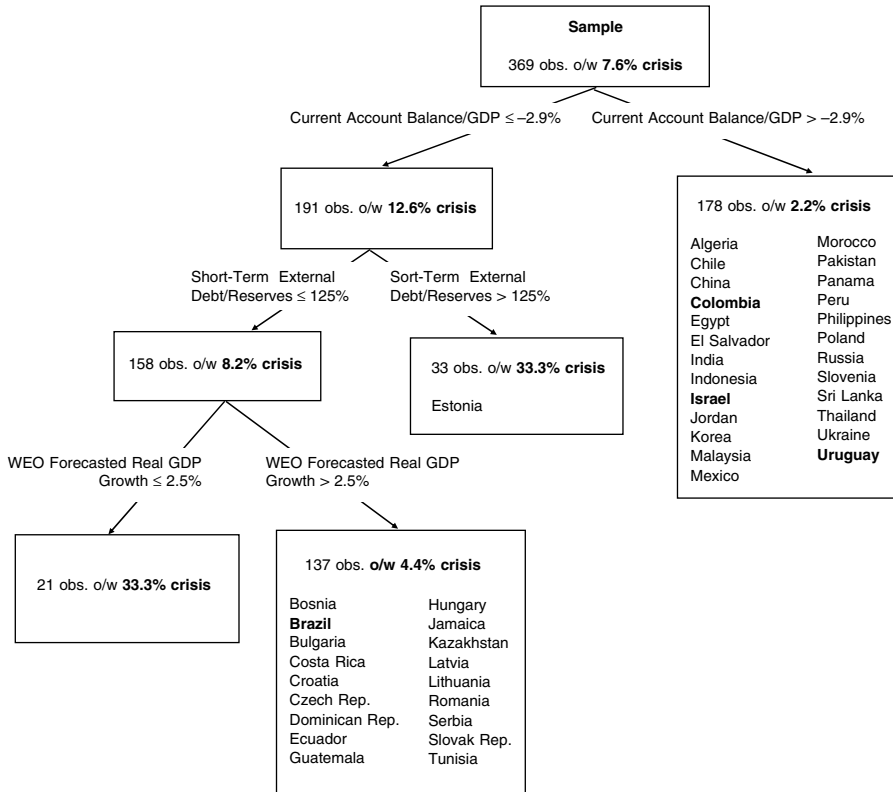 Sample
369 obs. o/w 7.6% crisis
Current Account Balance/GDP ≤ –2.9%
Current Account Balance/GDP > –2.9%
191 obs. o/w 12.6% crisis
178 obs. o/w 2.2% crisis
Algeria
Chile
China
Colombia
Egypt
El Salvador
India
Indonesia
Israel
Jordan
Korea
Malaysia
Mexico
Morocco
Pakistan
Panama
Peru
Philippines
Poland
Russia
Slovenia
Sri Lanka
Thailand
Ukraine
Uruguay
Short-Term External
Debt/Reserves ≤ 125%
Sort-Term External
Debt/Reserves > 125%
158 obs. o/w 8.2% crisis
33 obs. o/w 33.3% crisis
Estonia
WEO Forecasted Real GDP
Growth ≤ 2.5%
WEO Forecasted Real GDP
Growth > 2.5%
21 obs. o/w 33.3% crisis
137 obs. o/w 4.4% crisis
Bosnia
Brazil
Bulgaria
Costa Rica
Croatia
Czech Rep.
Dominican Rep.
Ecuador
Guatemala
Hungary
Jamaica
Kazakhstan
Latvia
Lithuania
Romania
Serbia
Slovak Rep.
Tunisia